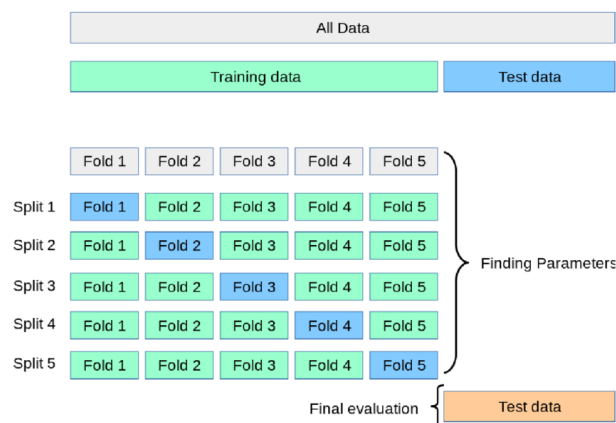 All Data
Training data Test data
Fold 1 Fold 2 Fold 3 Fold 4 Fold 5
Split 1 Fold 1 Fold 2 Fold 3 Fold 4 Fold 5
Split 2 Fold 1 Fold 2 Fold 3 Fold 4 Fold 5
Finding Parameters
Split 3 Fold 1 Fold 2 Fold 3 Fold 4 Fold 5
Split 4 Fold 1 Fold 2 Fold 3 Fold 4 Fold 5
Split 5 Fold 1 Fold 2 Fold 3 Fold 4 Fold 5
Final evaluation Test data